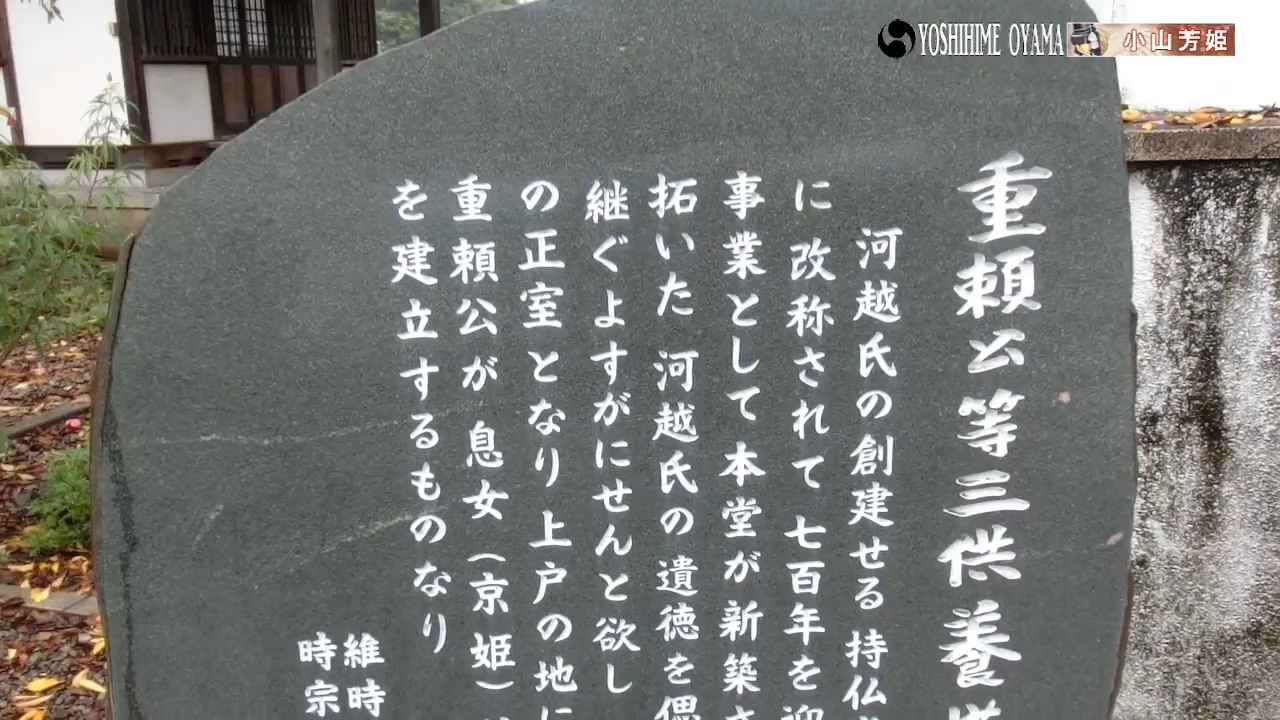 YOSHIHIME OYAMA 小山芳姫
重頼公等三供養塔
河越氏の創建せる 持仏
に改称されて 七百年を迎
事業として 本堂が新築さ
拓いた 河越氏の遺徳を偲
継ぐよすがにせんと欲し
の正室となり上戸の地に
重頼公が 息女(京姫)
を建立するものなり
維時
時宗